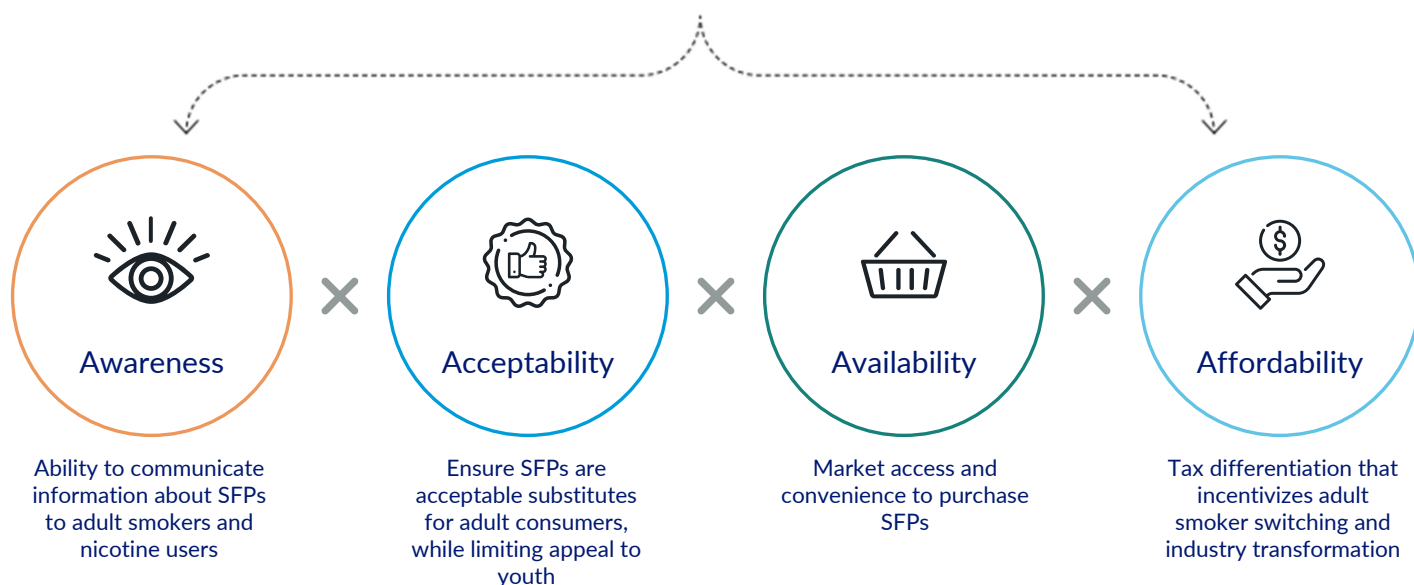 Awareness
Acceptability
Availability
Affordability
Ability to communicate
information about SFPs
to adult smokers and
nicotine users
Ensure SFPs are
acceptable substitutes
for adult consumers,
while limiting appeal to
youth
Market access and
convenience to purchase
SFPs
Tax differentiation that
incentivizes adult
smoker switching and
industry transformation